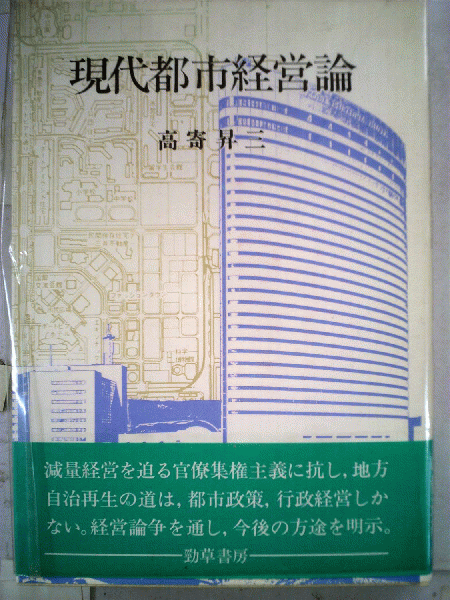 現代都市経営論
高寄昇三
減量経営を迫る官僚集権主義に抗し,地方
自治再生の道は,都市政策,行政経営しか
ない。経営論争を通し,今後の方途を明示。
勁草書房